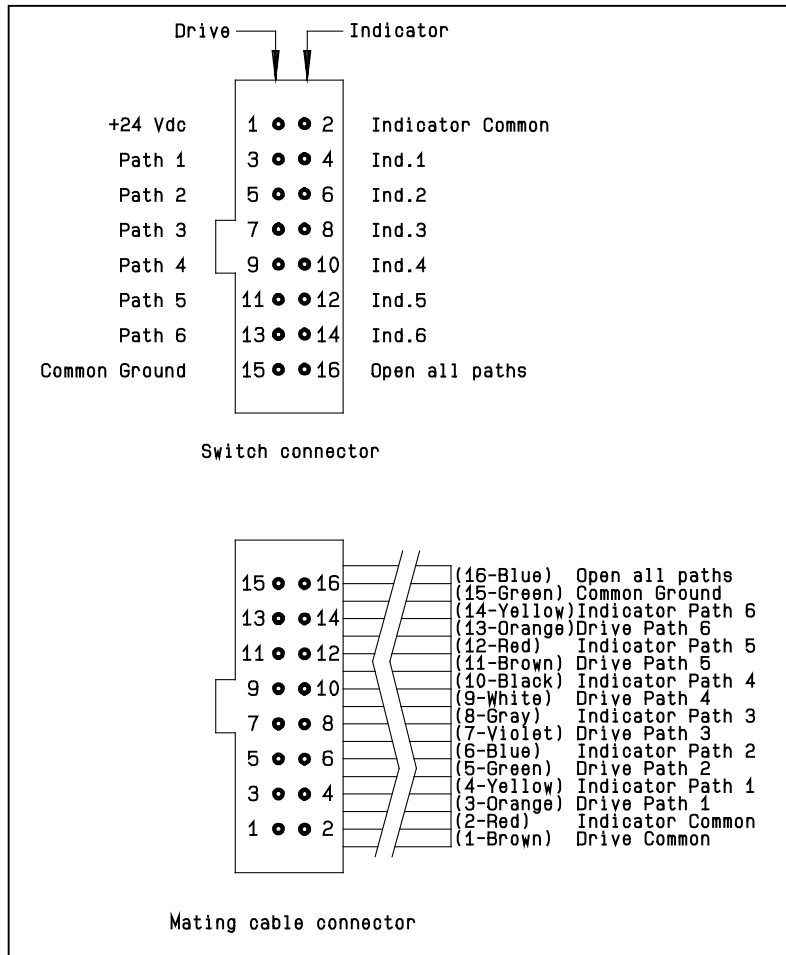 Drive Indicator
+24 Vdc 1 2 Indicator Common
Path 1 3 4 Ind.1
Path 2 5 6 Ind.2
Path 3 7 8 Ind.3
Path 4 9 10 Ind.4
Path 5 11 12 Ind.5
Path 6 13 14 Ind.6
Common Ground 15 16 Open all paths
Switch connector
15 16
13 14
11 12
9 10
7 8
5 6
3 4
1 2
(16-Blue) Open all paths
(15-Green) Common Ground
(14-Yellow) Indicator Path 6
(13-Orange) Drive Path 6
(12-Red) Indicator Path 5
(11-Brown) Drive Path 5
(10-Black) Indicator Path 4
(9-White) Drive Path 4
(8-Gray) Indicator Path 3
(7-Violet) Drive Path 3
(6-Blue) Indicator Path 2
(5-Green) Drive Path 2
(4-Yellow) Indicator Path 1
(3-Orange) Drive Path 1
(2-Red) Indicator Common
(1-Brown) Drive Common
Mating cable connector